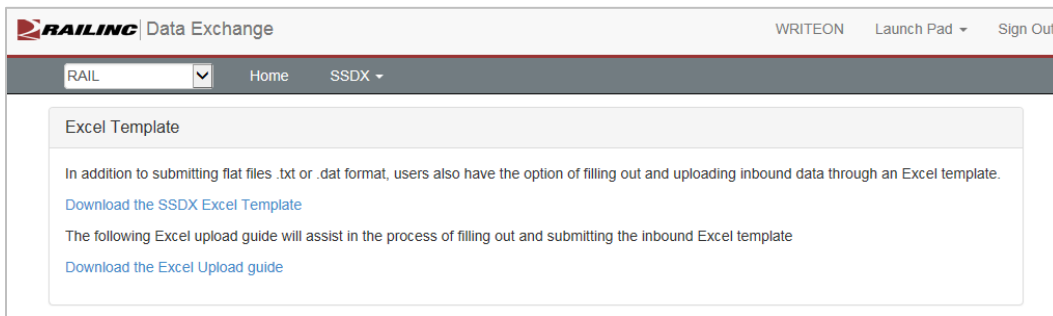 RAILINC Data Exchange WRITEON Launch Pad Sign Out
RAIL Home SSDX
Excel Template
In addition to submitting flat files .txt or .dat format, users also have the option of filling out and uploading inbound data through an Excel template.
Download the SSDX Excel Template
The following Excel upload guide will assist in the process of filling out and submitting the inbound Excel template
Download the Excel Upload guide